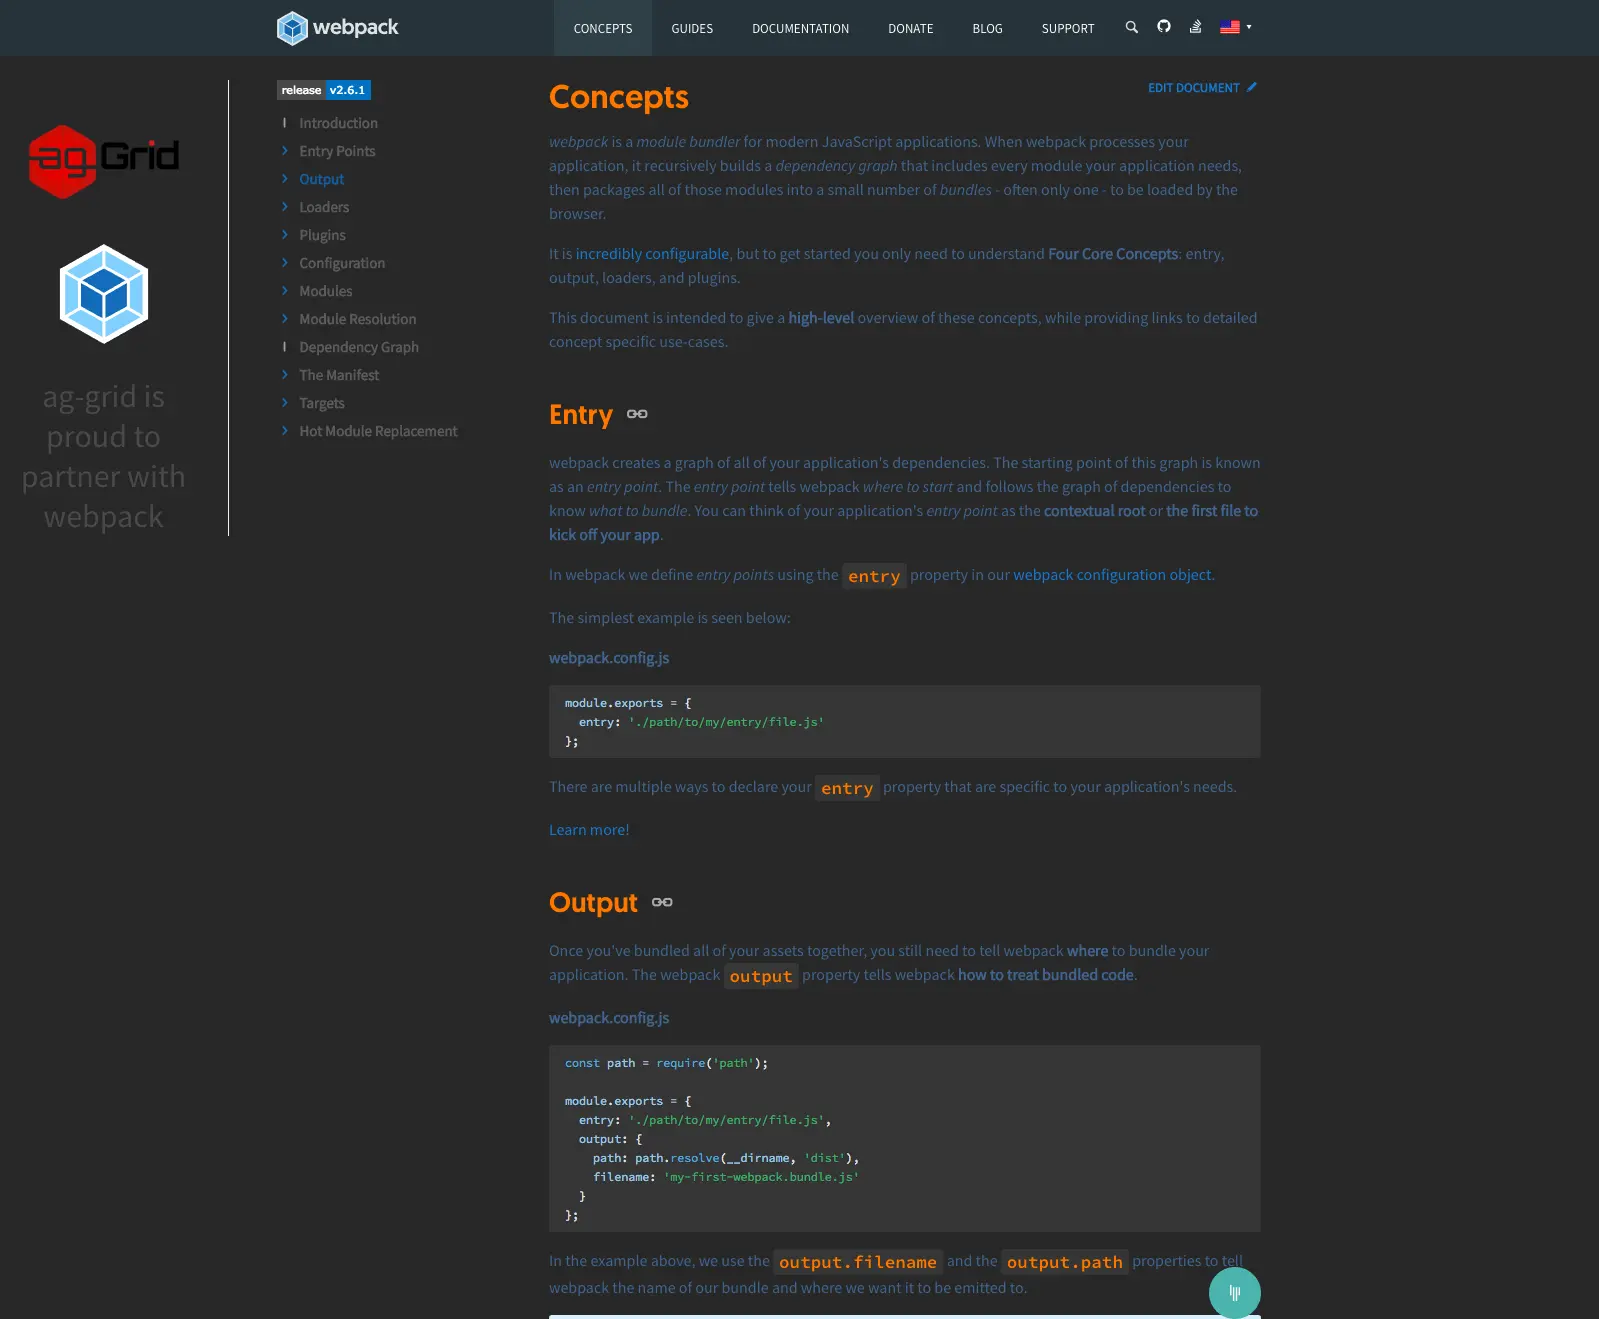 webpack
CONCEPTS
GUIDES
DOCUMENTATION
DONATE
BLOG
SUPPORT
ag-Grid
ag-grid is
proud to
partner with
webpack
release v2.6.1
Introduction
Entry Points
Output
Loaders
Plugins
Configuration
Modules
Module Resolution
Dependency Graph
The Manifest
Targets
Hot Module Replacement
Concepts
EDIT DOCUMENT
webpack is a module bundler for modern JavaScript applications. When webpack processes your
application, it recursively builds a dependency graph that includes every module your application needs,
then packages all of those modules into a small number of bundles - often only one - to be loaded by the
browser.
It is incredibly configurable, but to get started you only need to understand Four Core Concepts: entry,
output, loaders, and plugins.
This document is intended to give a high-level overview of these concepts, while providing links to detailed
concept specific use-cases.
Entry
webpack creates a graph of all of your application's dependencies. The starting point of this graph is known
as an entry point. The entry point tells webpack where to start and follows the graph of dependencies to
know what to bundle. You can think of your application's entry point as the contextual root or the first file to
kick off your app.
In webpack we define entry points using the entry property in our webpack configuration object.
The simplest example is seen below:
webpack.config.js
module.exports = {
  entry: './path/to/my/entry/file.js'
};
There are multiple ways to declare your entry property that are specific to your application's needs.
Learn more!
Output
Once you've bundled all of your assets together, you still need to tell webpack where to bundle your
application. The webpack output property tells webpack how to treat bundled code.
webpack.config.js
const path = require('path');
module.exports = {
  entry: './path/to/my/entry/file.js',
  output: {
    path: path.resolve(__dirname, 'dist'),
    filename: 'my-first-webpack.bundle.js'
  }
};
In the example above, we use the output.filename and the output.path properties to tell
webpack the name of our bundle and where we want it to be emitted to.